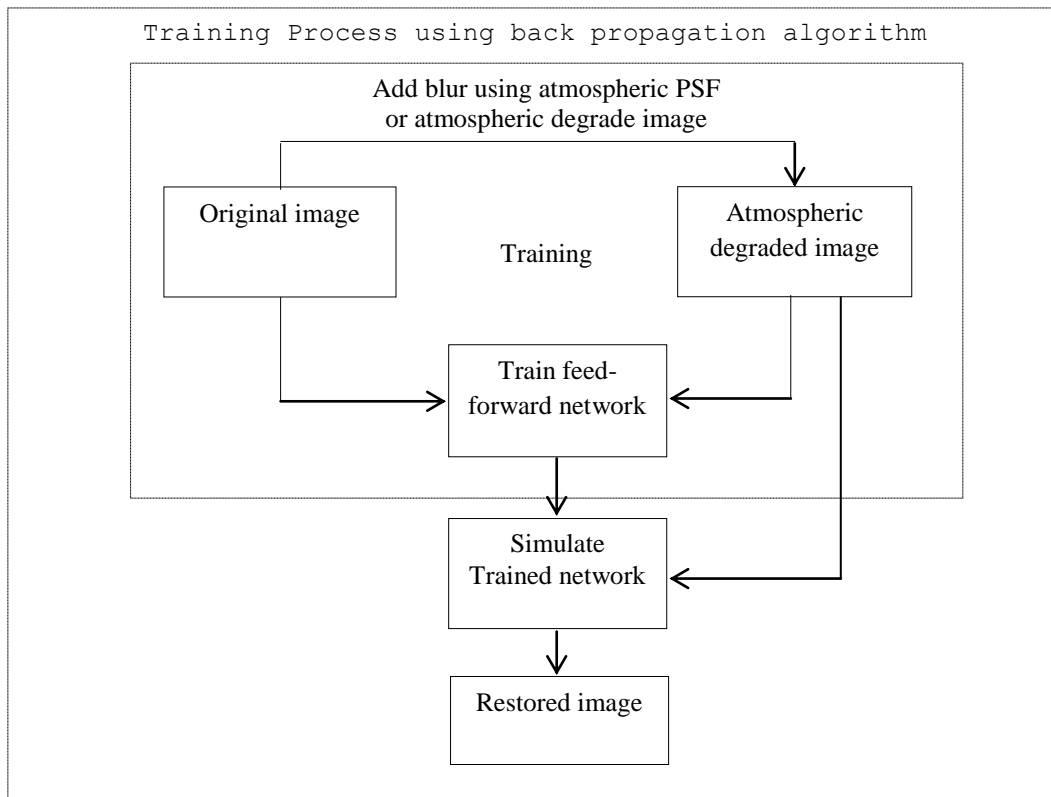 Training Process using back propagation algorithm
Add blur using atmospheric PSF
or atmospheric degrade image
Original image
Atmospheric
degraded image
Training
Train feed-
forward network
Simulate
Trained network
Restored image